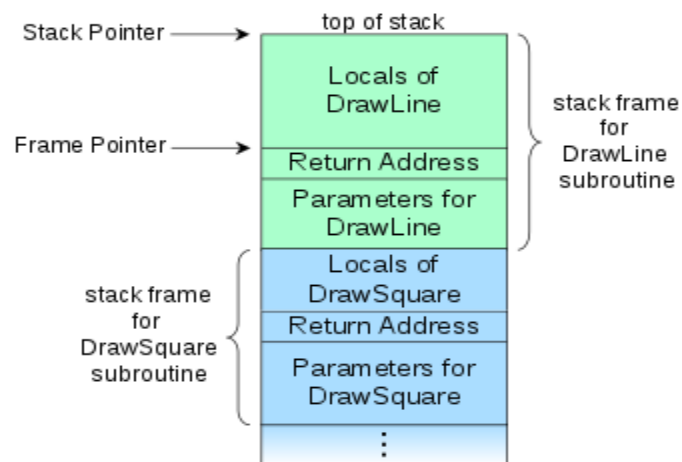 top of stack
Stack Pointer
Locals of
DrawLine
Frame Pointer
Return Address
Parameters for
DrawLine
stack frame
for
DrawLine
subroutine
Locals of
DrawSquare
Return Address
Parameters for
DrawSquare
stack frame
for
DrawSquare
subroutine
⋮